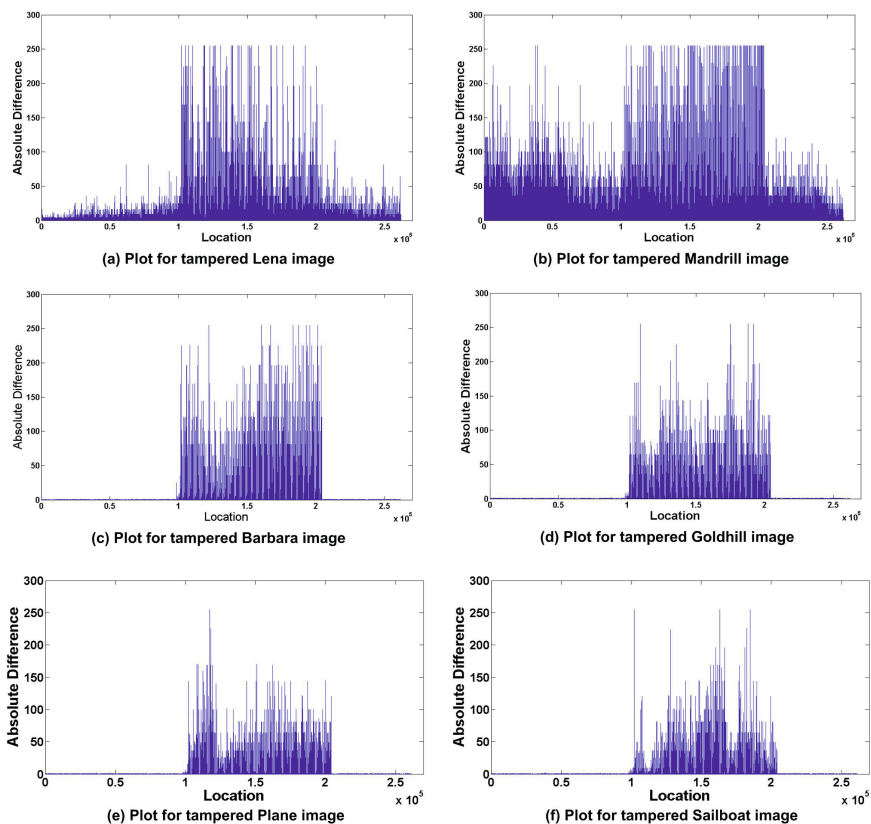 300
250
200
150
100
50
0
Absolute Difference
0 0.5 1 1.5 2 2.5
Location
x 10^5
(a) Plot for tampered Lena image
300
250
200
150
100
50
0
Absolute Difference
0 0.5 1 1.5 2 2.5
Location
x 10^5
(b) Plot for tampered Mandrill image
300
250
200
150
100
50
0
Absolute Difference
0 0.5 1 1.5 2 2.5
Location
x 10^5
(c) Plot for tampered Barbara image
300
250
200
150
100
50
0
Absolute Difference
0 0.5 1 1.5 2 2.5
Location
x 10^5
(d) Plot for tampered Goldhill image
300
250
200
150
100
50
0
Absolute Difference
0 0.5 1 1.5 2 2.5
Location
x 10^5
(e) Plot for tampered Plane image
300
250
200
150
100
50
0
Absolute Difference
0 0.5 1 1.5 2 2.5
Location
x 10^5
(f) Plot for tampered Sailboat image